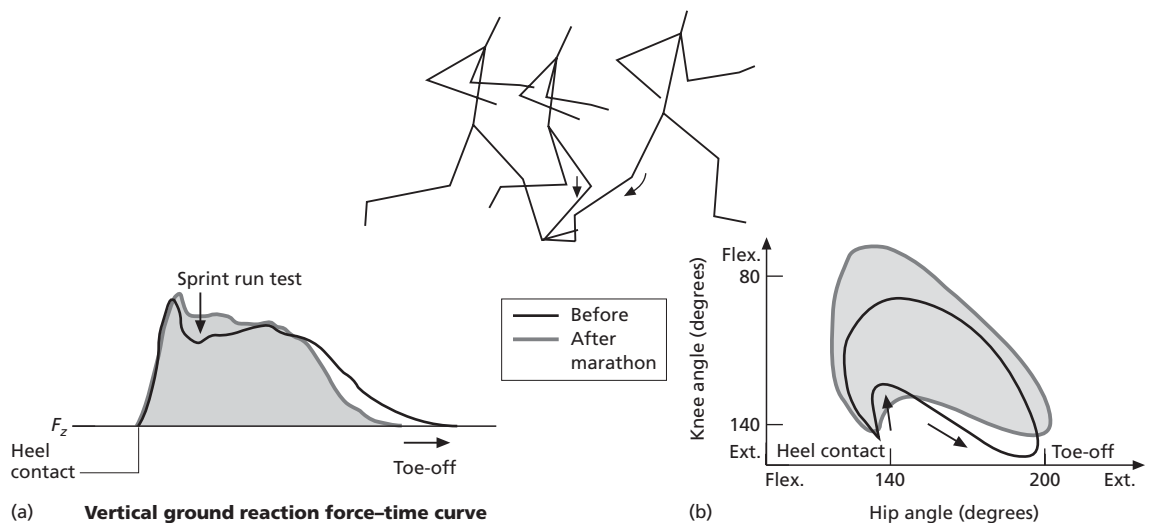 Sprint run test
Before
After
marathon
F_z
Heel
contact
Toe-off
(a) Vertical ground reaction force–time curve
Flex.
80
Knee angle (degrees)
140
Ext.
Heel contact
Toe-off
Flex.
140
200
Ext.
(b)
Hip angle (degrees)